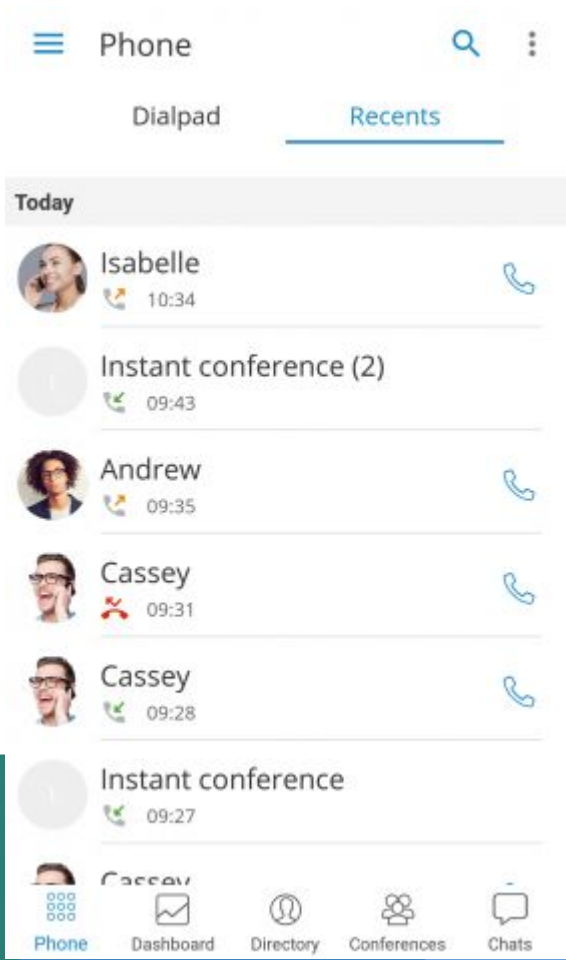 Phone
Dialpad Recents
Today
Isabelle
10:34
Instant conference (2)
09:43
Andrew
09:35
Cassey
09:31
Cassey
09:28
Instant conference
09:27
Cassey
Phone Dashboard Directory Conferences Chats